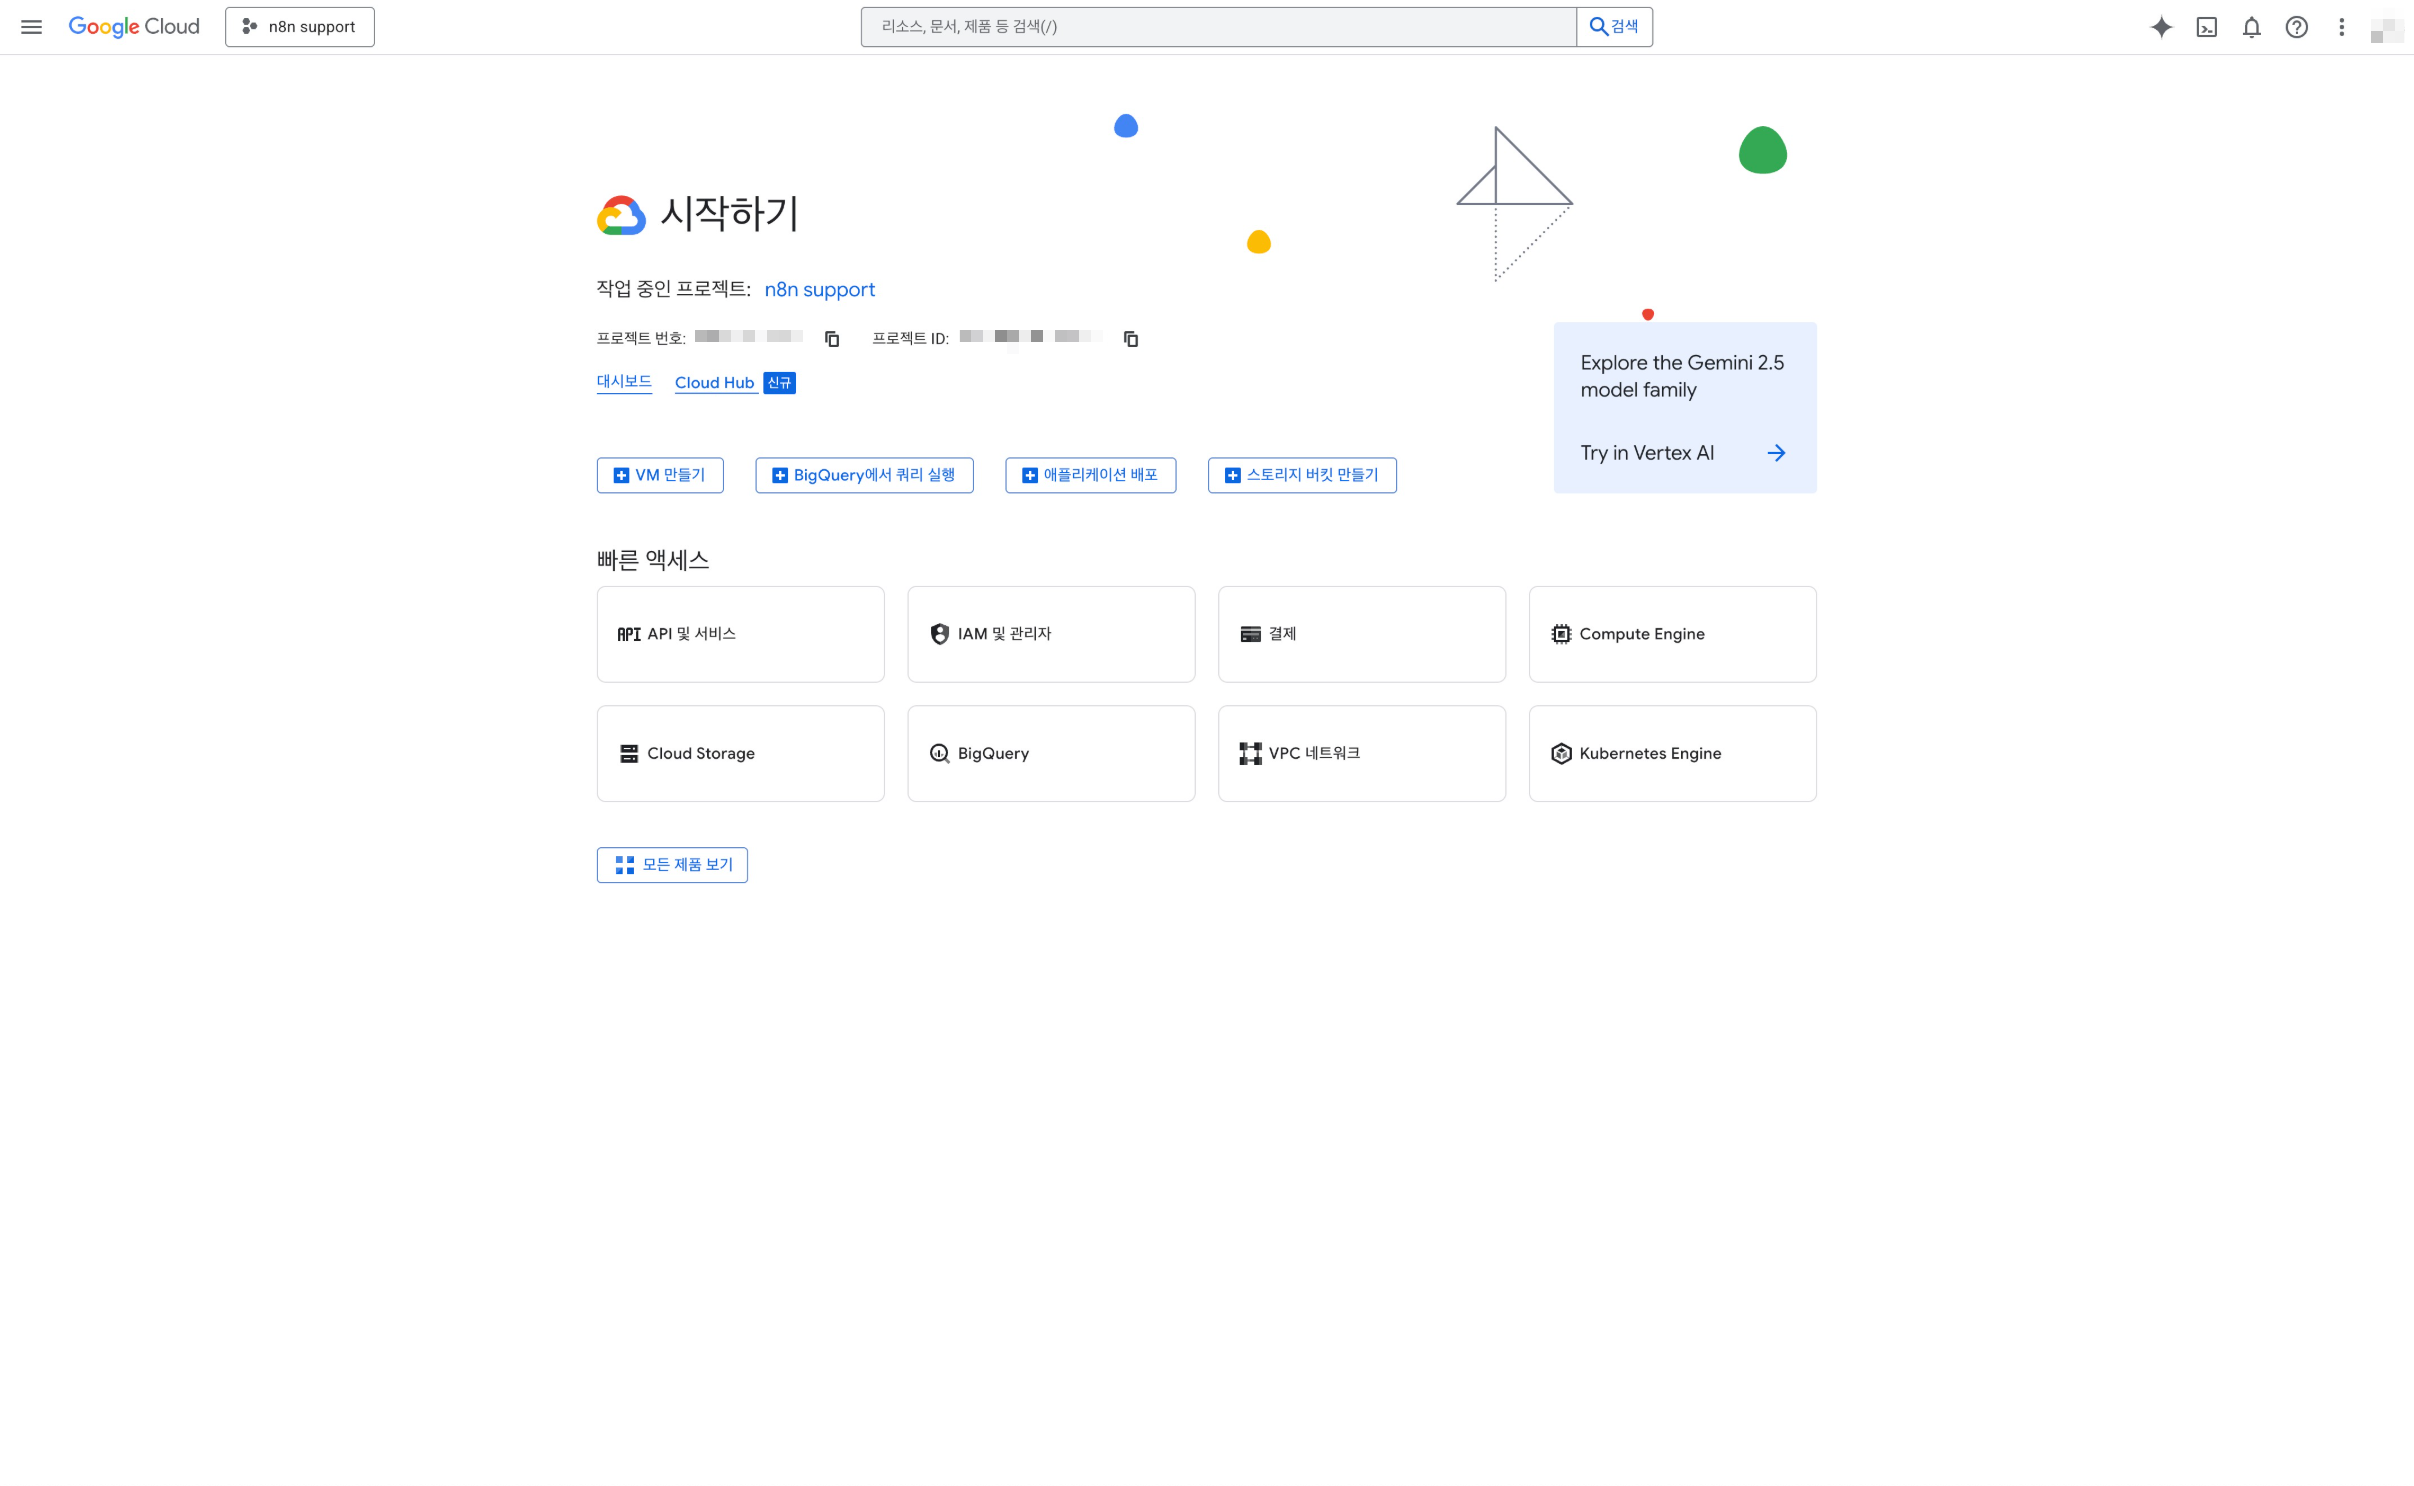 Google Cloud
n8n support
리소스, 문서, 제품 등 검색(/)
검색
시작하기
작업 중인 프로젝트: n8n support
프로젝트 번호:
프로젝트 ID:
대시보드
Cloud Hub 신규
Explore the Gemini 2.5
model family
Try in Vertex AI
VM 만들기
BigQuery에서 쿼리 실행
애플리케이션 배포
스토리지 버킷 만들기
빠른 액세스
API API 및 서비스
IAM 및 관리자
결제
Compute Engine
Cloud Storage
BigQuery
VPC 네트워크
Kubernetes Engine
모든 제품 보기